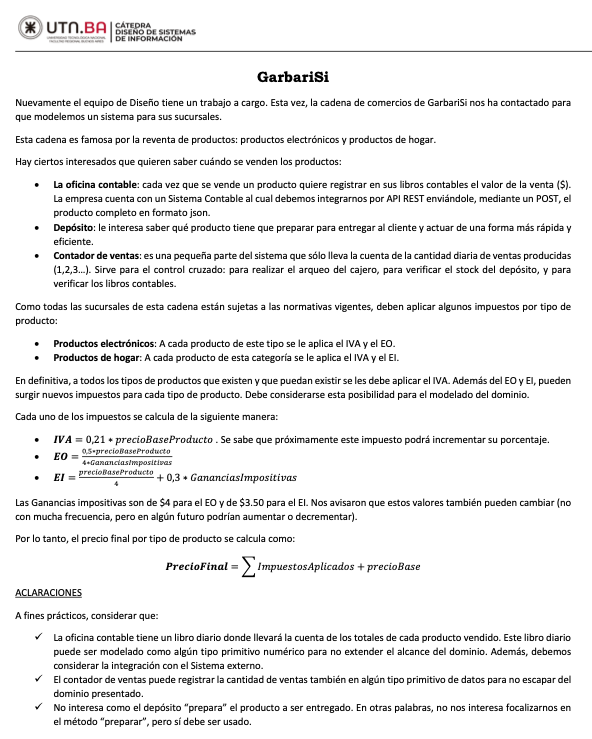 UTN.BA
UNIVERSIDAD TECNOLÓGICA NACIONAL
FACULTAD REGIONAL BUENOS AIRES
CÁTEDRA
DISEÑO DE SISTEMAS
DE INFORMACIÓN
GarbariSi
Nuevamente el equipo de Diseño tiene un trabajo a cargo. Esta vez, la cadena de comercios de GarbariSi nos ha contactado para
que modelemos un sistema para sus sucursales.
Esta cadena es famosa por la reventa de productos: productos electrónicos y productos de hogar.
Hay ciertos interesados que quieren saber cuándo se venden los productos:
• La oficina contable: cada vez que se vende un producto quiere registrar en sus libros contables el valor de la venta ($).
La empresa cuenta con un Sistema Contable al cual debemos integrarnos por API REST enviándole, mediante un POST, el
producto completo en formato json.
• Depósito: le interesa saber qué producto tiene que preparar para entregar al cliente y actuar de una forma más rápida y
eficiente.
• Contador de ventas: es una pequeña parte del sistema que sólo lleva la cuenta de la cantidad diaria de ventas producidas
(1,2,3...). Sirve para el control cruzado: para realizar el arqueo del cajero, para verificar el stock del depósito, y para
verificar los libros contables.
Como todas las sucursales de esta cadena están sujetas a las normativas vigentes, deben aplicar algunos impuestos por tipo de
producto:
• Productos electrónicos: A cada producto de este tipo se le aplica el IVA y el EO.
• Productos de hogar: A cada producto de esta categoría se le aplica el IVA y el EI.
En definitiva, a todos los tipos de productos que existen y que puedan existir se les debe aplicar el IVA. Además del EO y EI, pueden
surgir nuevos impuestos para cada tipo de producto. Debe considerarse esta posibilidad para el modelado del dominio.
Cada uno de los impuestos se calcula de la siguiente manera:
• IVA = 0,21 * precioBaseProducto . Se sabe que próximamente este impuesto podrá incrementar su porcentaje.
• EO = 0,5*precioBaseProducto / 4*GananciasImpositivas
• EI = precioBaseProducto / 4 + 0,3 * GananciasImpositivas
Las Ganancias impositivas son de $4 para el EO y de $3.50 para el EI. Nos avisaron que estos valores también pueden cambiar (no
con mucha frecuencia, pero en algún futuro podrían aumentar o decrementar).
Por lo tanto, el precio final por tipo de producto se calcula como:
PrecioFinal = ∑ ImpuestosAplicados + precioBase
ACLARACIONES
A fines prácticos, considerar que:
✓ La oficina contable tiene un libro diario donde llevará la cuenta de los totales de cada producto vendido. Este libro diario
puede ser modelado como algún tipo primitivo numérico para no extender el alcance del dominio. Además, debemos
considerar la integración con el Sistema externo.
✓ El contador de ventas puede registrar la cantidad de ventas también en algún tipo primitivo de datos para no escapar del
dominio presentado.
✓ No interesa como el depósito “prepara” el producto a ser entregado. En otras palabras, no nos interesa focalizarnos en
el método “preparar”, pero sí debe ser usado.